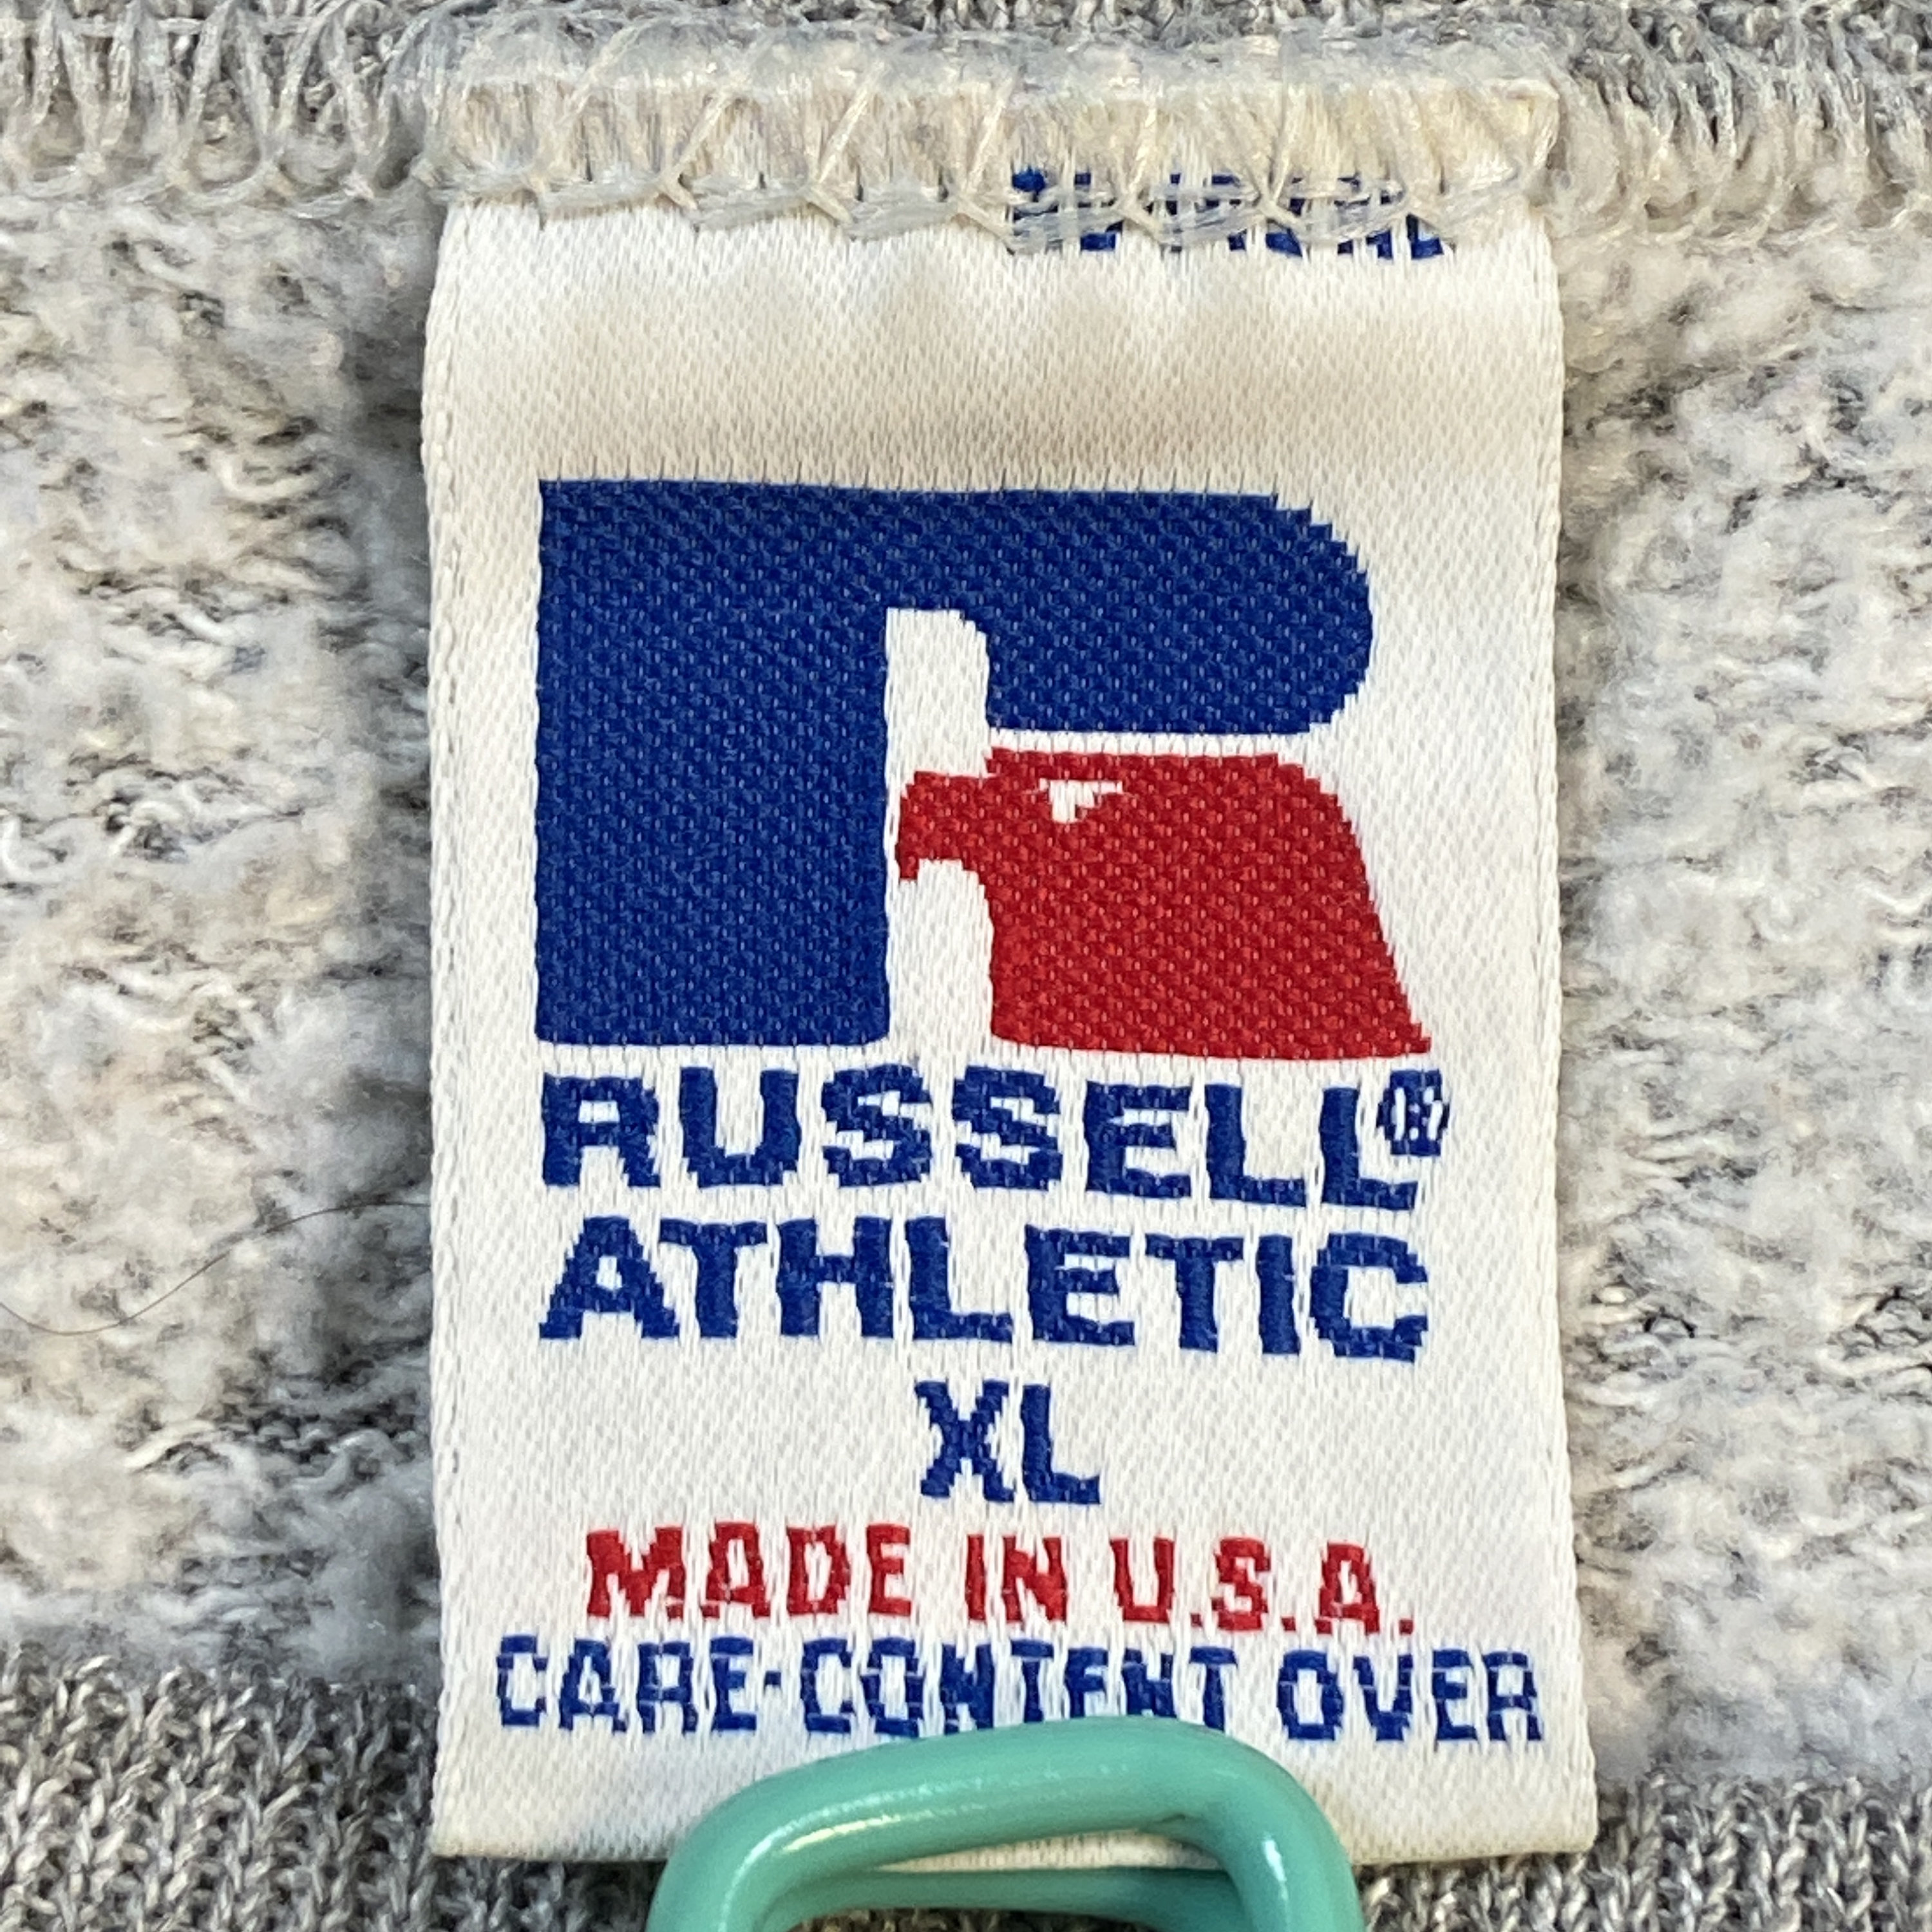 RUSSELL®
ATHLETIC
XL
MADE IN U.S.A.
CARE·CONTENT OVER